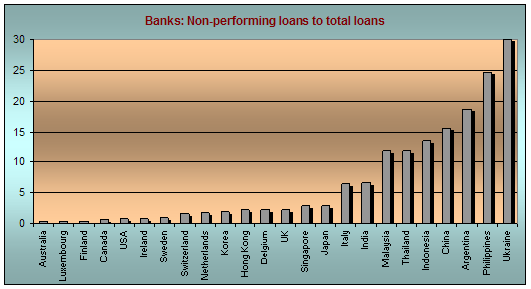 Banks: Non-performing loans to total loans
30
25
20
15
10
5
0
Australia
Luxembourg
Finland
Canada
USA
Ireland
Sweden
Switzerland
Netherlands
Korea
Hong Kong
Delgium
UK
Singapore
Japan
Italy
India
Malaysia
Thailand
Indonesia
China
Argentina
Philippines
Ukraine